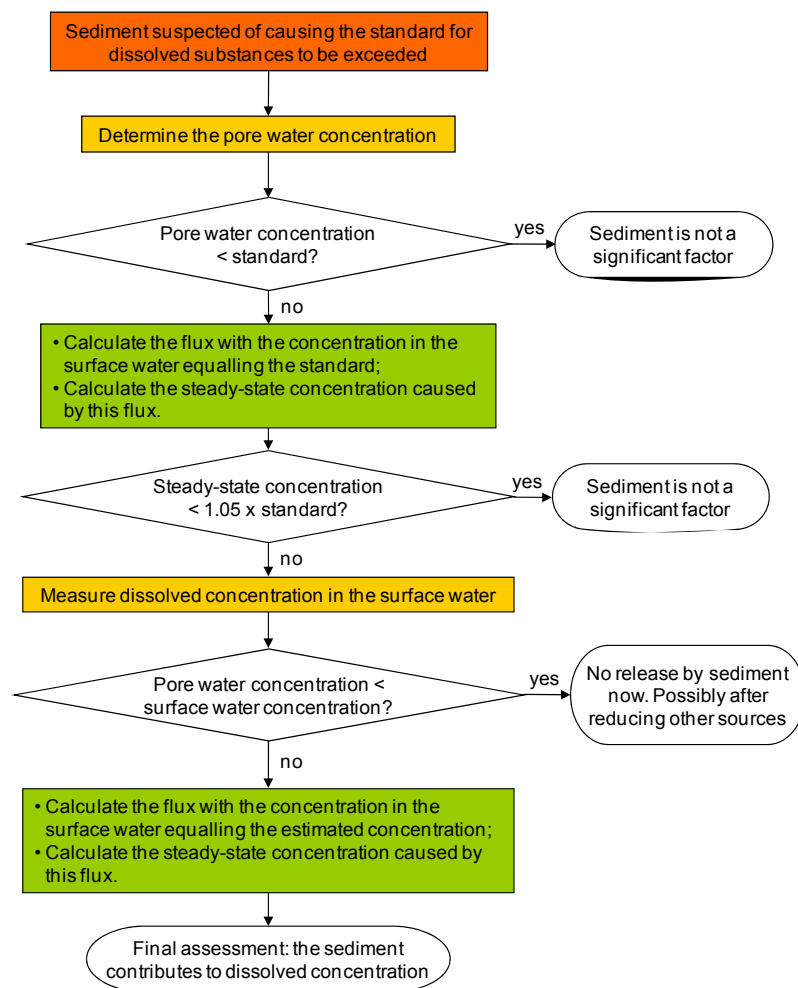 Sediment suspected of causing the standard for
dissolved substances to be exceeded
Determine the pore water concentration
Pore water concentration
< standard?
yes
Sediment is not a
significant factor
no
• Calculate the flux with the concentration in the
surface water equalling the standard;
• Calculate the steady-state concentration caused
by this flux.
Steady-state concentration
< 1.05 x standard?
yes
Sediment is not a
significant factor
no
Measure dissolved concentration in the surface water
Pore water concentration <
surface water concentration?
yes
No release by sediment
now. Possibly after
reducing other sources
no
• Calculate the flux with the concentration in the
surface water equalling the estimated concentration;
• Calculate the steady-state concentration caused by
this flux.
Final assessment: the sediment
contributes to dissolved concentration